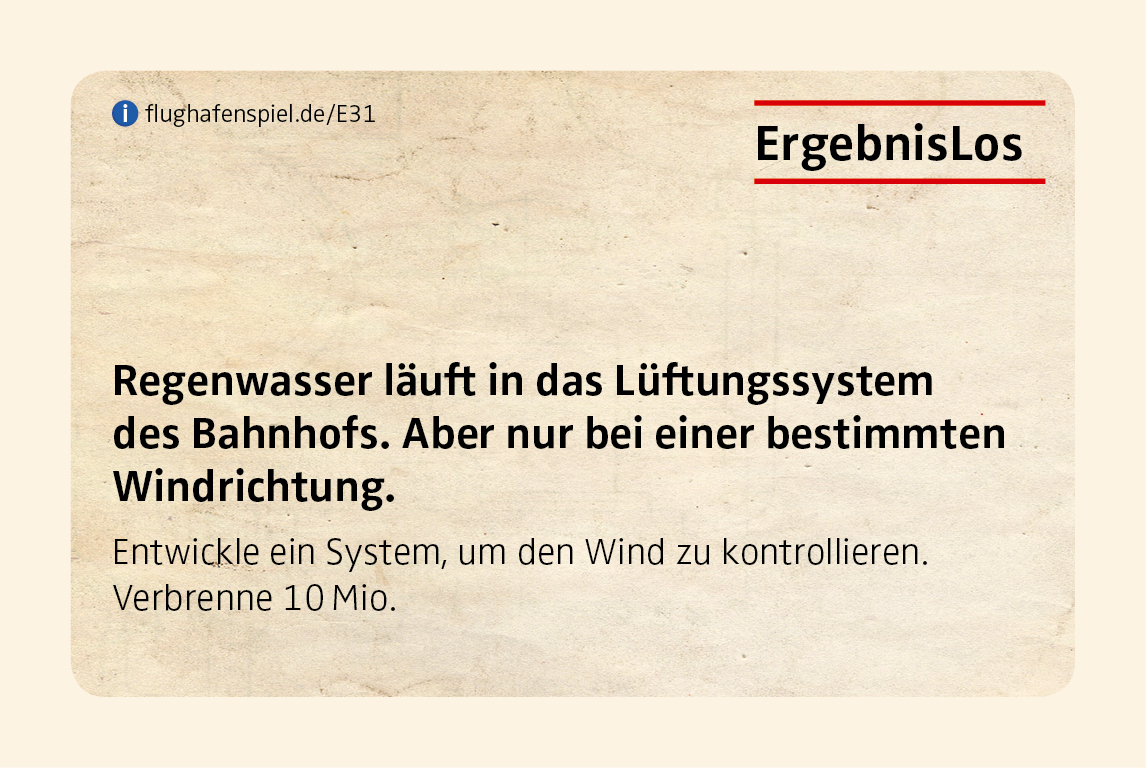 i flughafenspiel.de/E31
ErgebnisLos
Regenwasser läuft in das Lüftungssystem
des Bahnhofs. Aber nur bei einer bestimmten
Windrichtung.
Entwickle ein System, um den Wind zu kontrollieren.
Verbrenne 10 Mio.